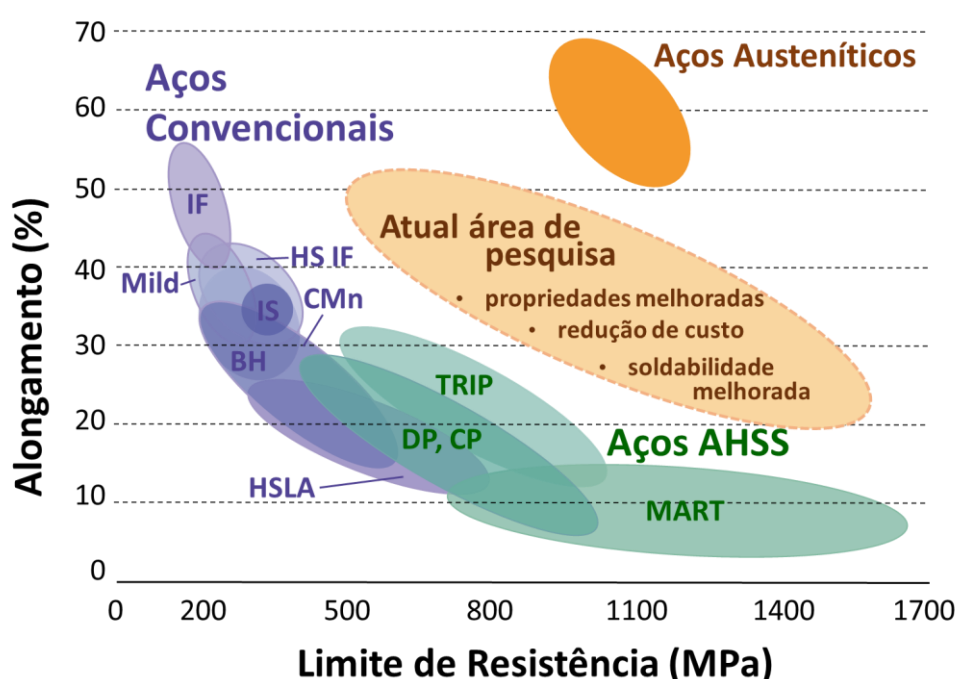 70
60
50
40
30
20
10
0
Alongamento (%)
Aços
Convencionais
Aços Austeníticos
IF
HS IF
Mild
IS
CMn
BH
HSLA
Atual área de
pesquisa
• propriedades melhoradas
• redução de custo
• soldabilidade
melhorada
TRIP
DP, CP
Aços AHSS
MART
0 200 500 800 1100 1400 1700
Limite de Resistência (MPa)